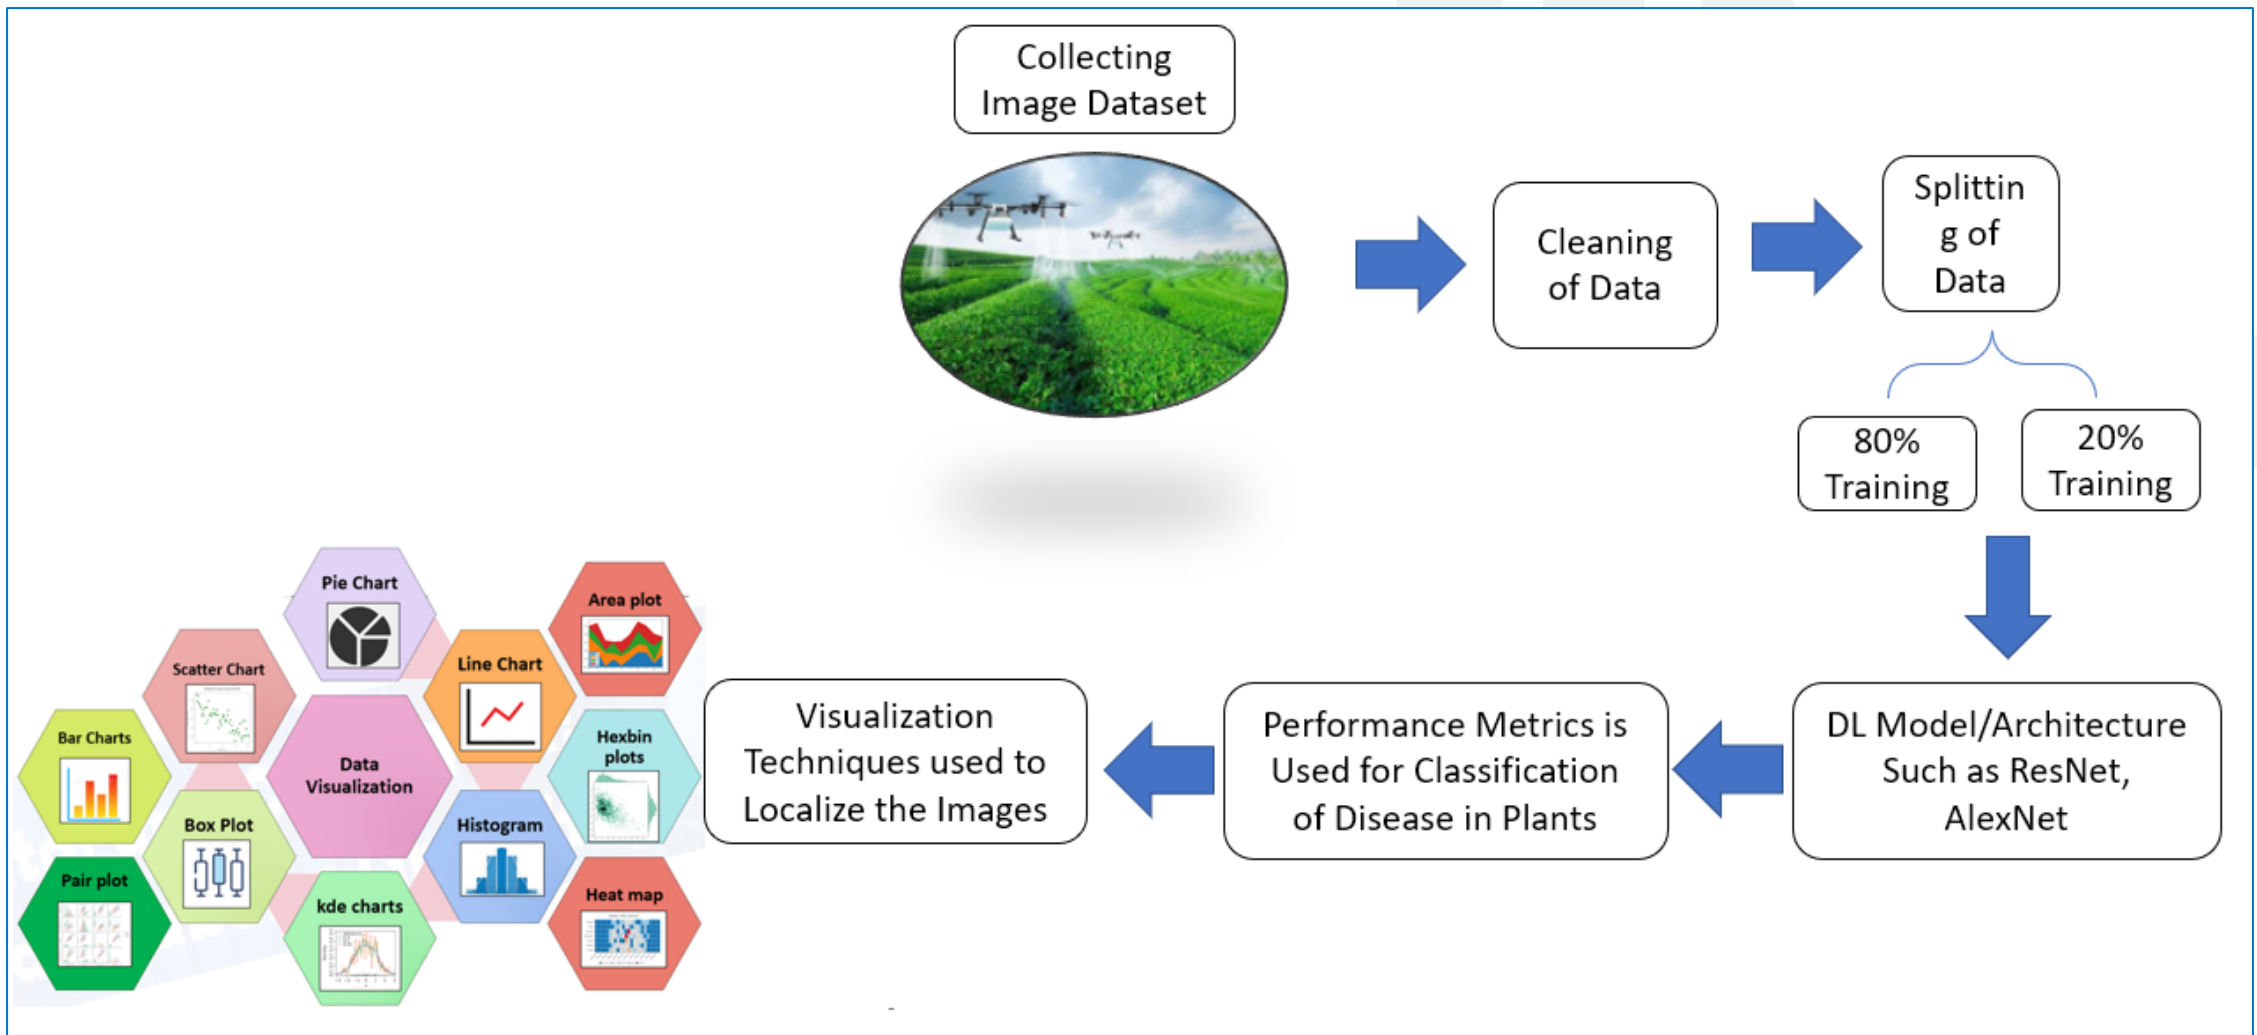 Collecting
Image Dataset
Cleaning
of Data
Splittin
g of
Data
80%
Training
20%
Training
DL Model/Architecture
Such as ResNet,
AlexNet
Performance Metrics is
Used for Classification
of Disease in Plants
Visualization
Techniques used to
Localize the Images
Pie Chart
Area plot
Scatter Chart
Line Chart
Bar Charts
Data
Visualization
Hexbin
plots
Box Plot
Histogram
Pair plot
kde charts
Heat map